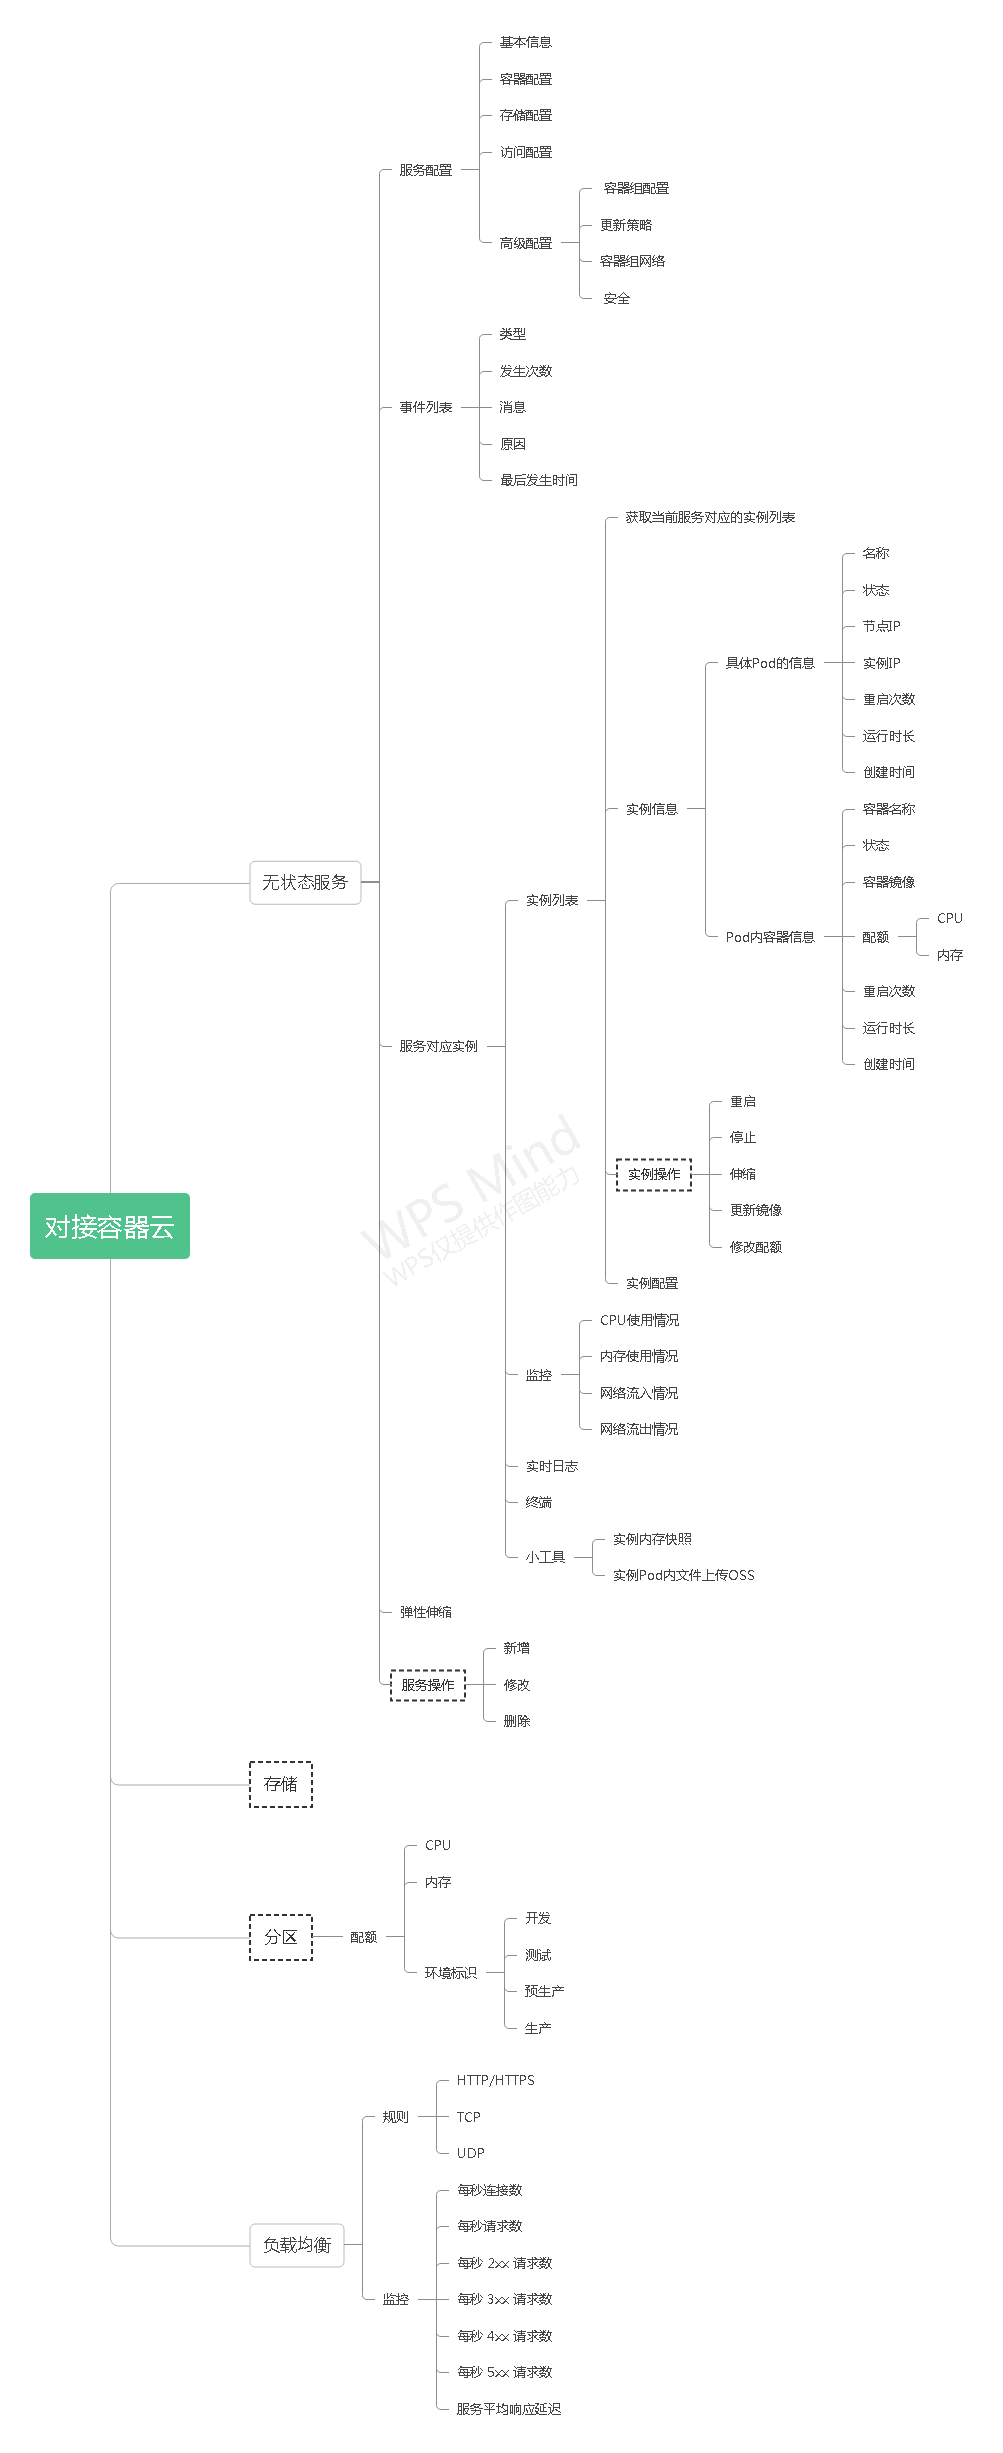 基本信息
容器配置
存储配置
访问配置
服务配置
容器组配置
更新策略
高级配置
容器组网络
安全
类型
发生次数
事件列表
消息
原因
最后发生时间
获取当前服务对应的实例列表
名称
状态
节点IP
具体Pod的信息
实例IP
重启次数
运行时长
创建时间
实例信息
容器名称
状态
无状态服务
容器镜像
实例列表
CPU
Pod内容器信息
配额
内存
重启次数
运行时长
服务对应实例
创建时间
重启
停止
实例操作
伸缩
更新镜像
修改配额
WPS Mind
WPS仅提供作图能力
对接容器云
实例配置
CPU使用情况
内存使用情况
监控
网络流入情况
网络流出情况
实时日志
终端
实例内存快照
小工具
实例Pod内文件上传OSS
弹性伸缩
新增
服务操作
修改
删除
存储
CPU
内存
开发
分区
配额
测试
环境标识
预生产
生产
HTTP/HTTPS
规则
TCP
UDP
每秒连接数
每秒请求数
负载均衡
每秒 2xx 请求数
监控
每秒 3xx 请求数
每秒 4xx 请求数
每秒 5xx 请求数
服务平均响应延迟